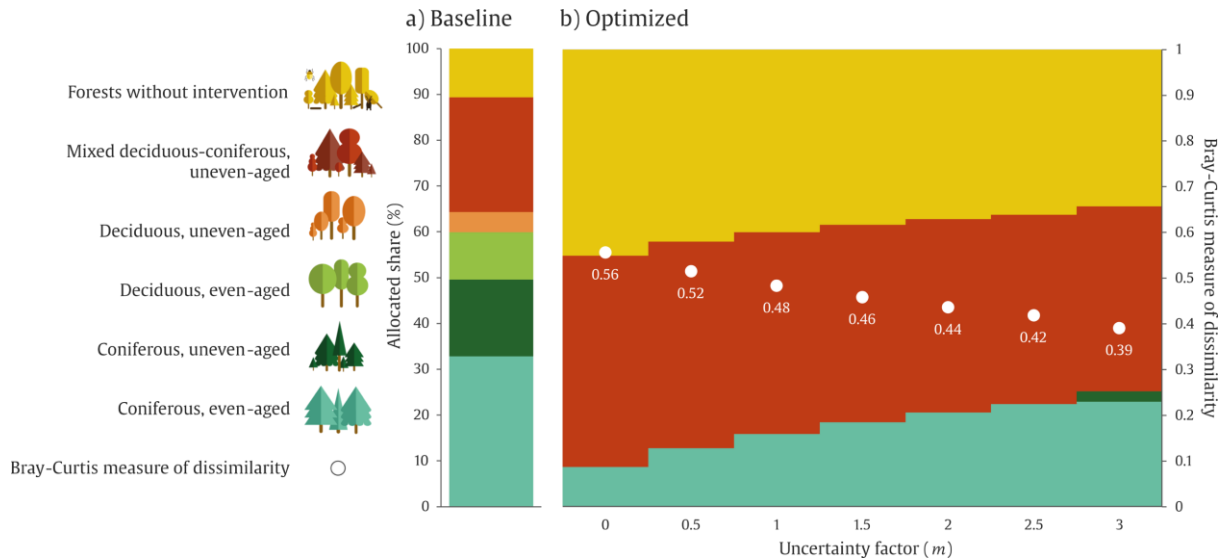 a) Baseline
b) Optimized
Forests without intervention
Mixed deciduous-coniferous,
uneven-aged
Deciduous, uneven-aged
Deciduous, even-aged
Coniferous, uneven-aged
Coniferous, even-aged
Bray-Curtis measure of dissimilarity
Allocated share (%)
100
90
80
70
60
50
40
30
20
10
0
0.56
0.52
0.48
0.46
0.44
0.42
0.39
0
0.5
1
1.5
2
2.5
3
Uncertainty factor (m)
1
0.9
0.8
0.7
0.6
0.5
0.4
0.3
0.2
0.1
0
Bray-Curtis measure of
dissimilarity